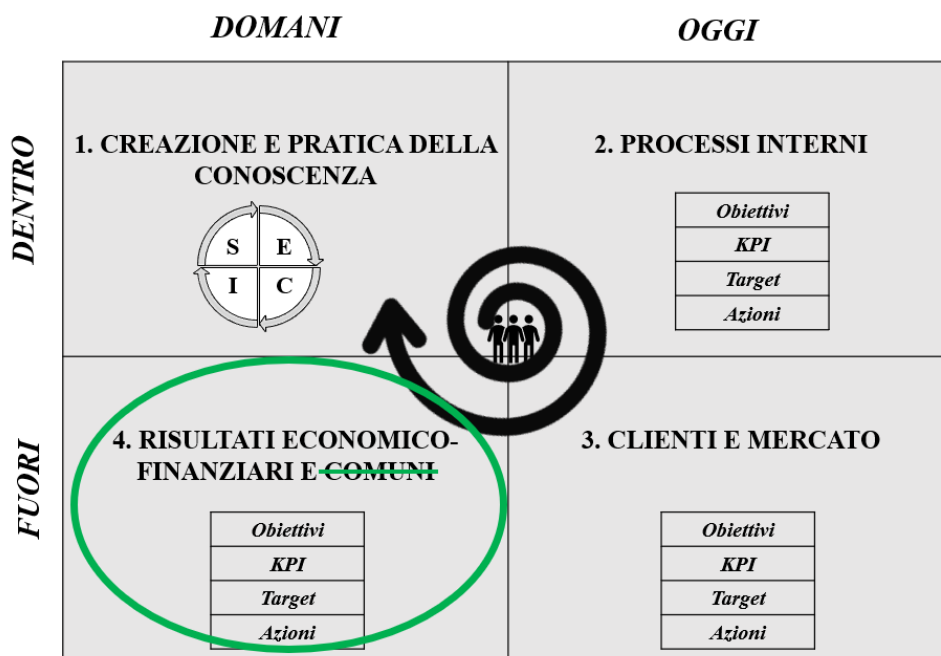 DOMANI
OGGI
DENTRO
1. CREAZIONE E PRATICA DELLA
CONOSCENZA
S E
I C
2. PROCESSI INTERNI
Obiettivi
KPI
Target
Azioni
FUORI
4. RISULTATI ECONOMICO-
FINANZIARI E COMUNI
Obiettivi
KPI
Target
Azioni
3. CLIENTI E MERCATO
Obiettivi
KPI
Target
Azioni